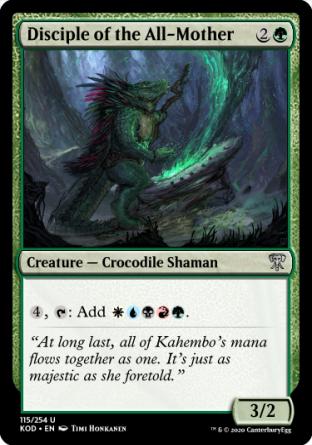 Disciple of the All-Mother 2
Creature — Crocodile Shaman
4, : Add .
“At long last, all of Kahembo's mana
flows together as one. It's just as
majestic as she foretold.”
3/2
115/254 U
KOD • EN Timi Honkanen
™ & © 2020 CanterburyEgg